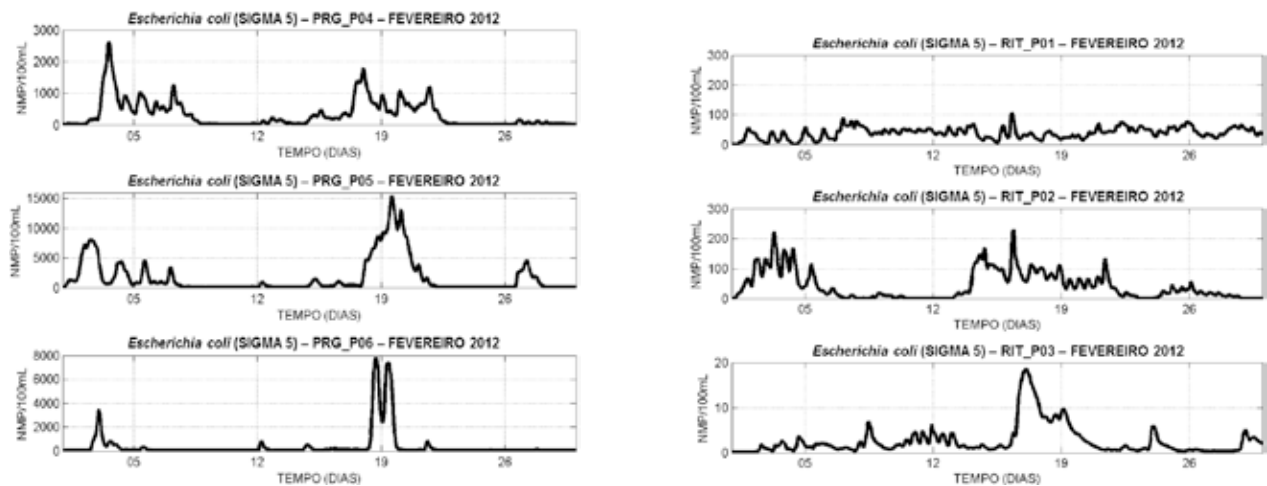 Escherichia coli (SIGMA 5) – PRG_P04 – FEVEREIRO 2012
NMP/100mL
3000
2000
1000
0
05
12
19
26
TEMPO (DIAS)
Escherichia coli (SIGMA 5) – PRG_P05 – FEVEREIRO 2012
NMP/100mL
15000
10000
5000
0
05
12
19
26
TEMPO (DIAS)
Escherichia coli (SIGMA 5) – PRG_P06 – FEVEREIRO 2012
NMP/100mL
8000
6000
4000
2000
0
05
12
19
26
TEMPO (DIAS)
Escherichia coli (SIGMA 5) – RIT_P01 – FEVEREIRO 2012
NMP/100mL
300
200
100
0
05
12
19
26
TEMPO (DIAS)
Escherichia coli (SIGMA 5) – RIT_P02 – FEVEREIRO 2012
NMP/100mL
300
200
100
0
05
12
19
26
TEMPO (DIAS)
Escherichia coli (SIGMA 5) – RIT_P03 – FEVEREIRO 2012
NMP/100mL
20
10
0
05
12
19
26
TEMPO (DIAS)